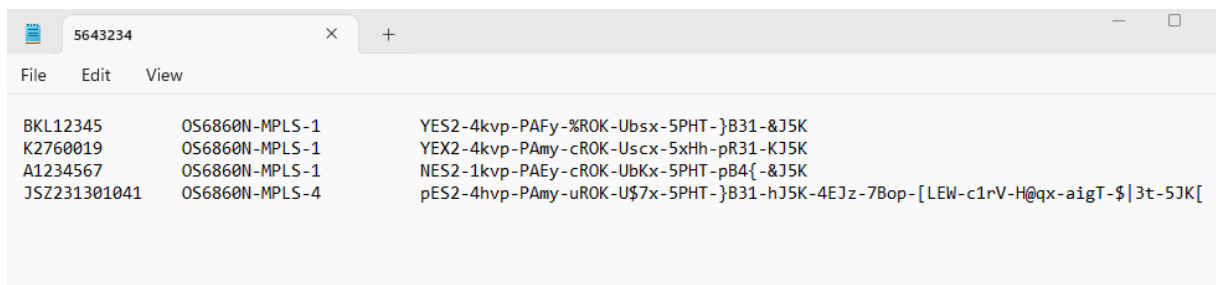 5643234
File Edit View
BKL12345 OS6860N-MPLS-1 YES2-4kvp-PAFy-%ROK-Ubsx-5PHT-}B31-&J5K
K2760019 OS6860N-MPLS-1 YEX2-4kvp-PAmy-cROK-Uscx-5xHh-pR31-KJ5K
A1234567 OS6860N-MPLS-1 NES2-1kvp-PAEy-cROK-UbKx-5PHT-pB4{-&J5K
JSZ231301041 OS6860N-MPLS-4 pES2-4hvp-PAmy-uROK-U$7x-5PHT-}B31-hJ5K-4EJz-7Bop-[LEW-c1rV-H@qx-aigT-$|3t-5JK[